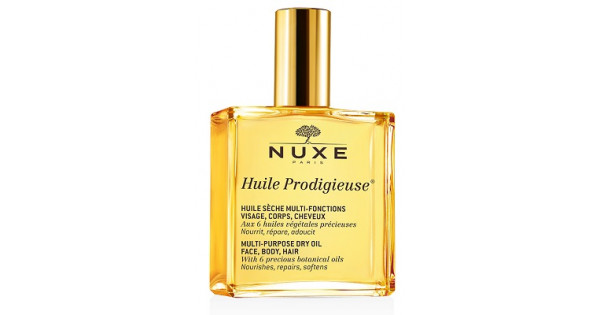 NUXE
PARIS
Huile Prodigieuse®
HUILE SÈCHE MULTI-FONCTIONS
VISAGE, CORPS, CHEVEUX
Aux 6 huiles végétales précieuses
Nourrit, répare, adoucit
MULTI-PURPOSE DRY OIL
FACE, BODY, HAIR
With 6 precious botanical oils
Nourishes, repairs, softens